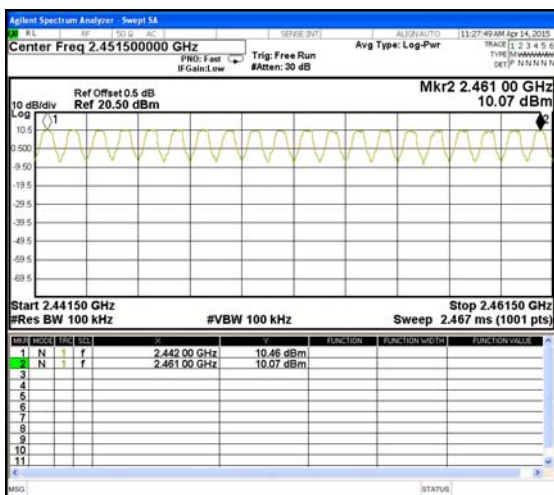 Agilent Spectrum Analyzer - Swept SA
RL RF 50 Ω AC SENSE:INT ALIGN AUTO 11:27:49 AM Apr 14, 2015
Center Freq 2.451500000 GHz
PNO: Fast
IFGain:Low
Trig: Free Run
#Atten: 30 dB
Avg Type: Log-Pwr
TRACE 1 2 3 4 5 6
TYPE
DET P N N N N N
Ref Offset 0.5 dB
Ref 20.50 dBm
Mkr2 2.461 00 GHz
10.07 dBm
10 dB/div
Log
1
2
10.5
0.500
-9.50
-19.5
-29.5
-39.5
-49.5
-59.5
-69.5
Start 2.44150 GHz
Stop 2.46150 GHz
#Res BW 100 kHz
#VBW 100 kHz
Sweep 2.467 ms (1001 pts)
MKR MODE TRC SCL X Y FUNCTION FUNCTION WIDTH FUNCTION VALUE
1 N 1 f 2.442 00 GHz 10.46 dBm
2 N 1 f 2.461 00 GHz 10.07 dBm
3
4
5
6
7
8
9
10
11
MSG
STATUS